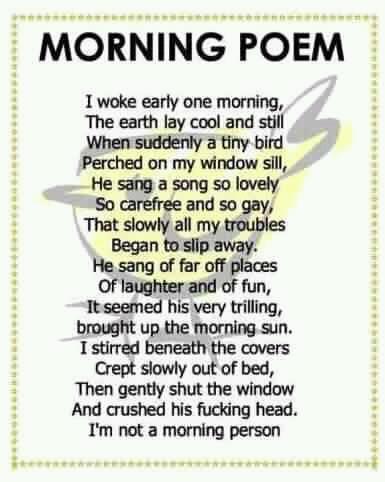 MORNING POEM
I woke early one morning,
The earth lay cool and still
When suddenly a tiny bird
Perched on my window sill,
He sang a song so lovely
So carefree and so gay,
That slowly all my troubles
Began to slip away.
He sang of far off places
Of laughter and of fun,
It seemed his very trilling,
brought up the morning sun.
I stirred beneath the covers
Crept slowly out of bed,
Then gently shut the window
And crushed his fucking head.
I'm not a morning person